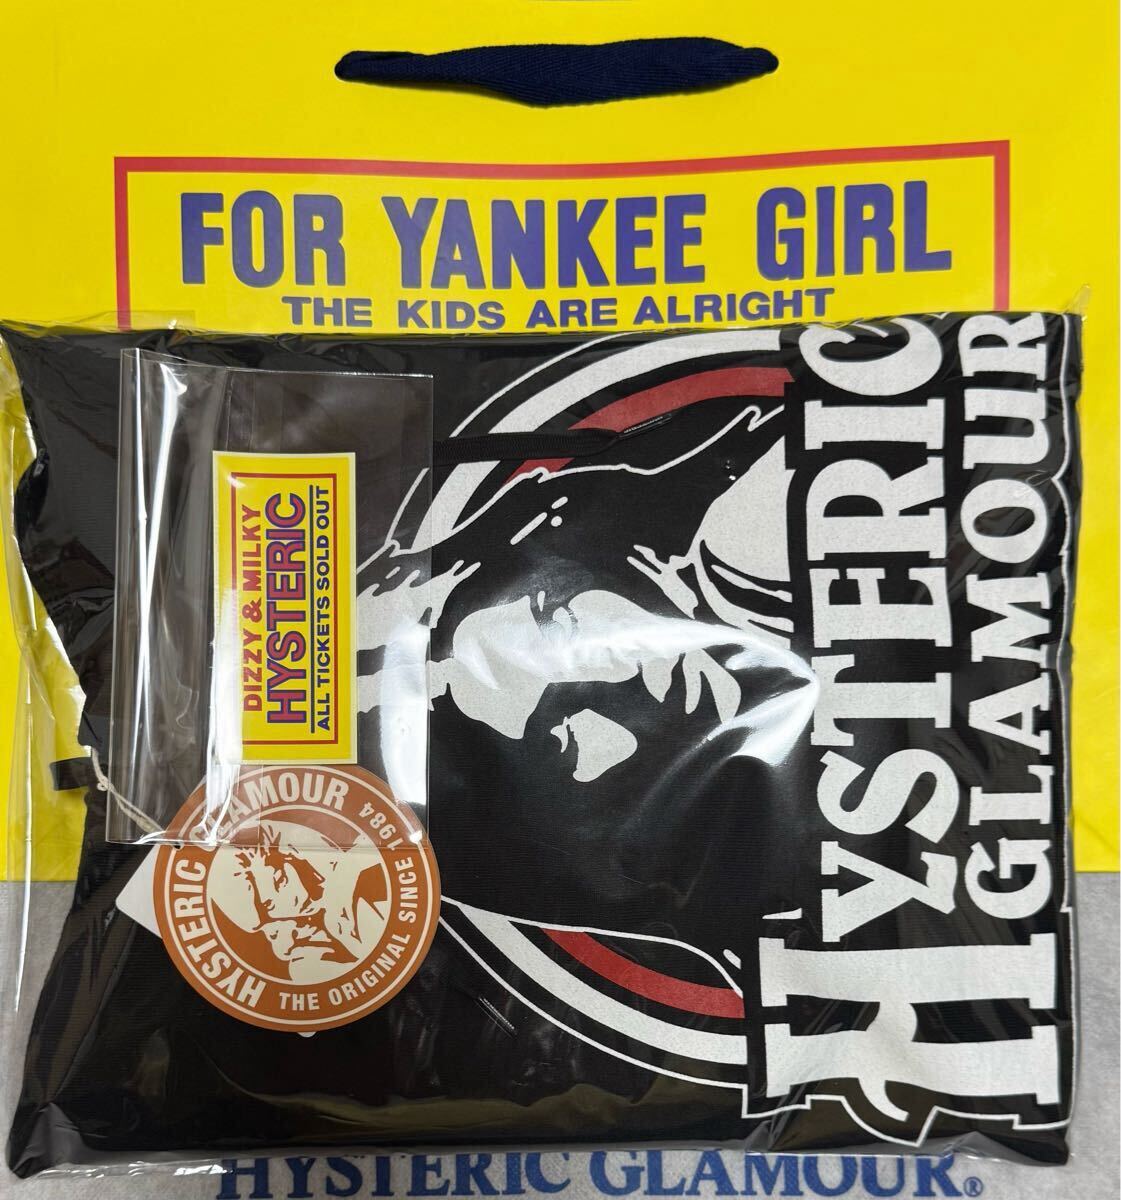 FOR YANKEE GIRL
THE KIDS ARE ALRIGHT
HYSTERIC
GLAMOUR
DIZZY & MILKY
HYSTERIC
ALL TICKETS SOLD OUT
HYSTERIC GLAMOUR
THE ORIGINAL SINCE 1984
HYSTERIC GLAMOUR®